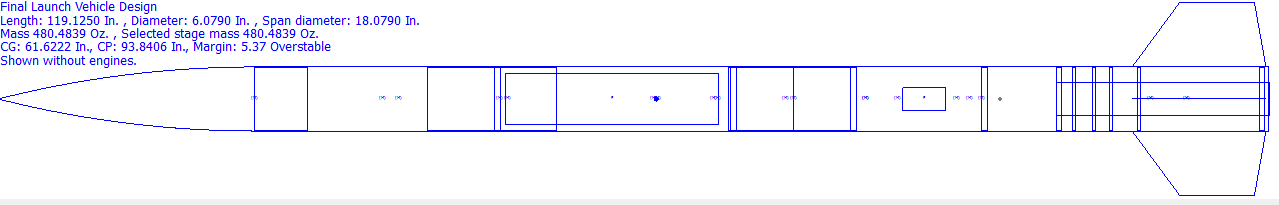 Final Launch Vehicle Design
Length: 119.1250 In. , Diameter: 6.0790 In. , Span diameter: 18.0790 In.
Mass 480.4839 Oz. , Selected stage mass 480.4839 Oz.
CG: 61.6222 In., CP: 93.8406 In., Margin: 5.37 Overstable
Shown without engines.